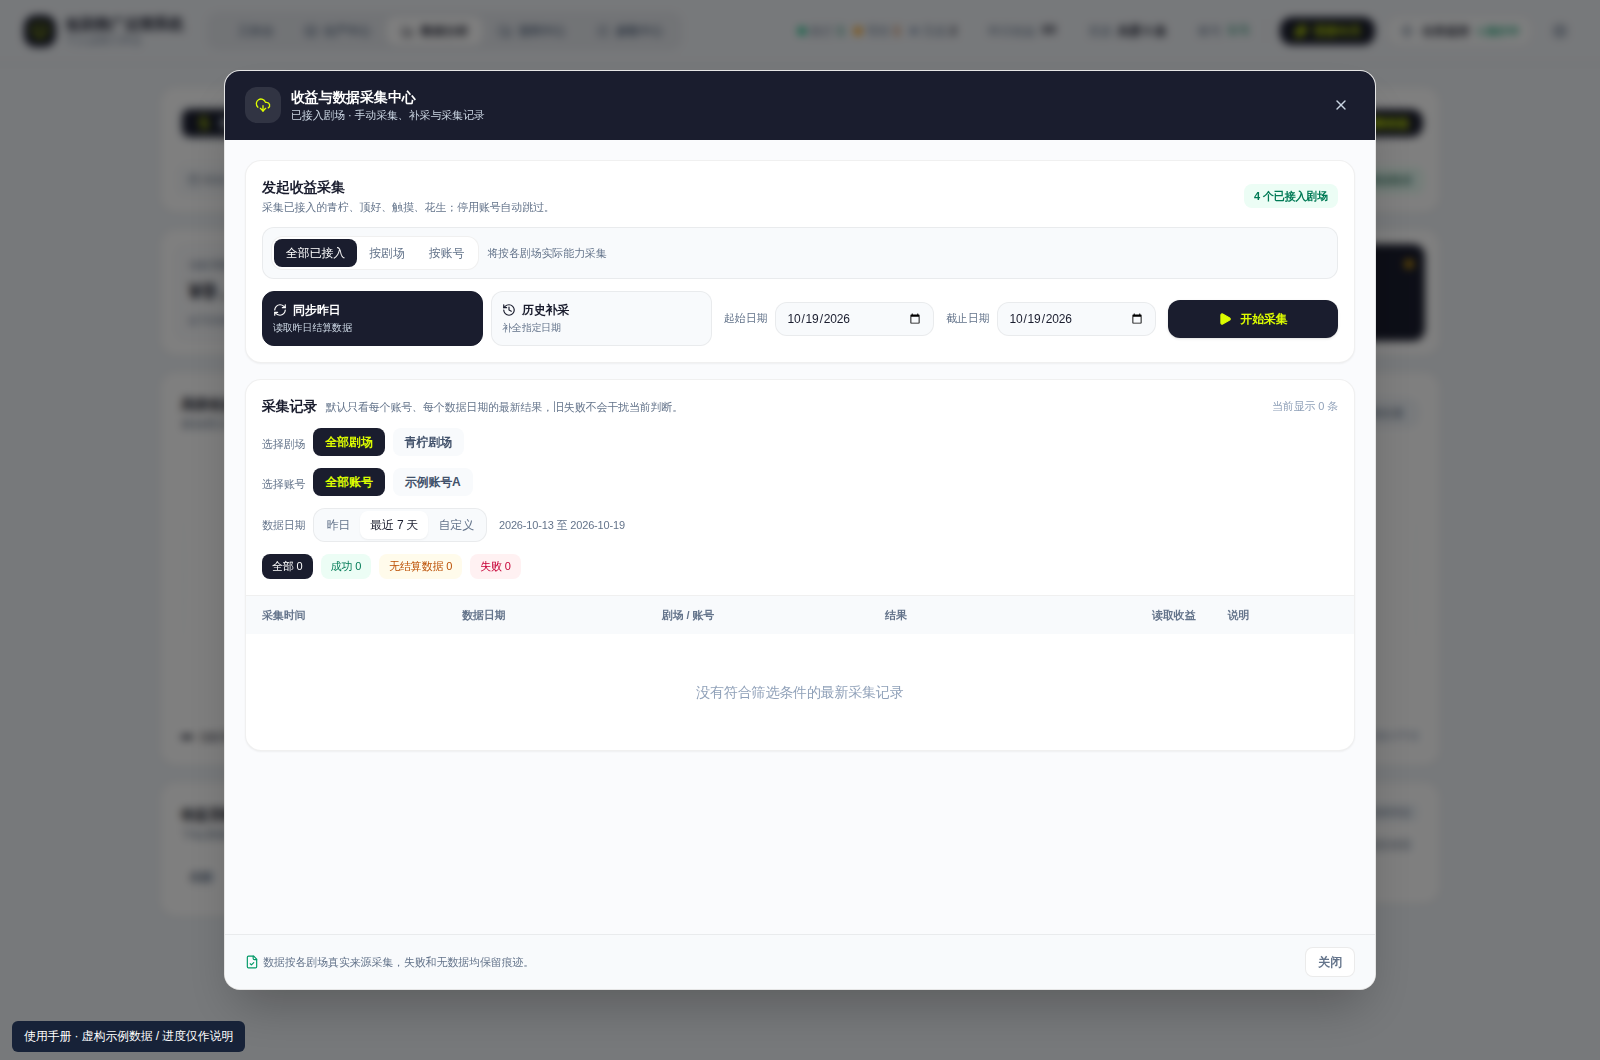 收益与数据采集中心
已接入剧场 · 手动采集、补采与采集记录
发起收益采集
采集已接入的青柠、顶好、触摸、花生；停用账号自动跳过。
4 个已接入剧场
全部已接入 按剧场 按账号 将按各剧场实际能力采集
同步昨日
读取昨日结算数据
历史补采
补全指定日期
起始日期 10/19/2026 截止日期 10/19/2026 开始采集
采集记录 默认只看每个账号、每个数据日期的最新结果，旧失败不会干扰当前判断。 当前显示 0 条
选择剧场 全部剧场 青柠剧场
选择账号 全部账号 示例账号A
数据日期 昨日 最近 7 天 自定义 2026-10-13 至 2026-10-19
全部 0 成功 0 无结算数据 0 失败 0
采集时间 数据日期 剧场 / 账号 结果 读取收益 说明
没有符合筛选条件的最新采集记录
数据按各剧场真实来源采集，失败和无数据均保留痕迹。 关闭
使用手册 · 虚构示例数据 / 进度仅作说明